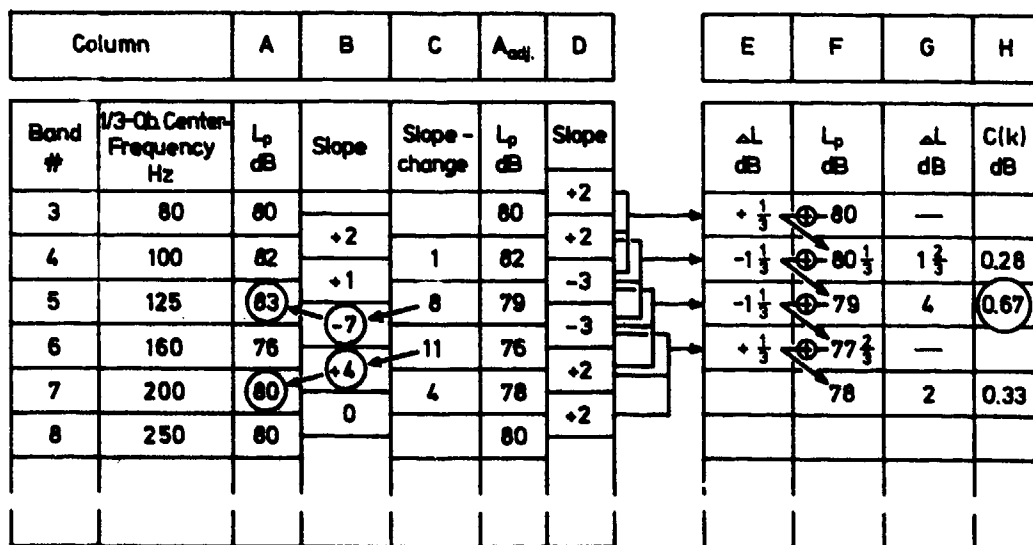 Column A B C A adj. D E F G H
Band # 1/3-Ob. Center-Frequency Hz Lp dB Slope Slope-change Lp dB Slope ΔL dB Lp dB ΔL dB C(k) dB
+2
3 80 80 80 + 1/3 ⊕ 80 —
+2 +2
4 100 82 1 82 -1 1/3 ⊕ 80 1/3 1 2/3 0.28
+1 -3
5 125 83 8 79 -1 1/3 ⊕ 79 4 0.67
-7 -3
6 160 76 11 76 + 1/3 ⊕ 77 2/3 —
+4 +2
7 200 80 4 78 78 2 0.33
0 +2
8 250 80 80